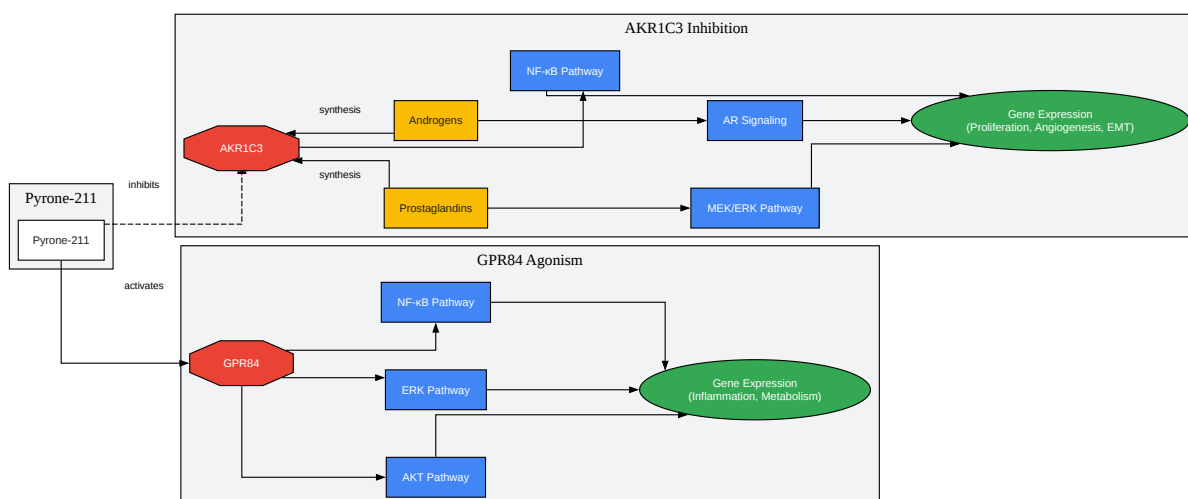 AKR1C3 Inhibition
NF-κB Pathway
synthesis
Androgens
AR Signaling
Gene Expression
(Proliferation, Angiogenesis, EMT)
AKR1C3
synthesis
inhibits
Prostaglandins
MEK/ERK Pathway
Pyrone-211
Pyrone-211
activates
GPR84 Agonism
NF-κB Pathway
GPR84
ERK Pathway
Gene Expression
(Inflammation, Metabolism)
AKT Pathway